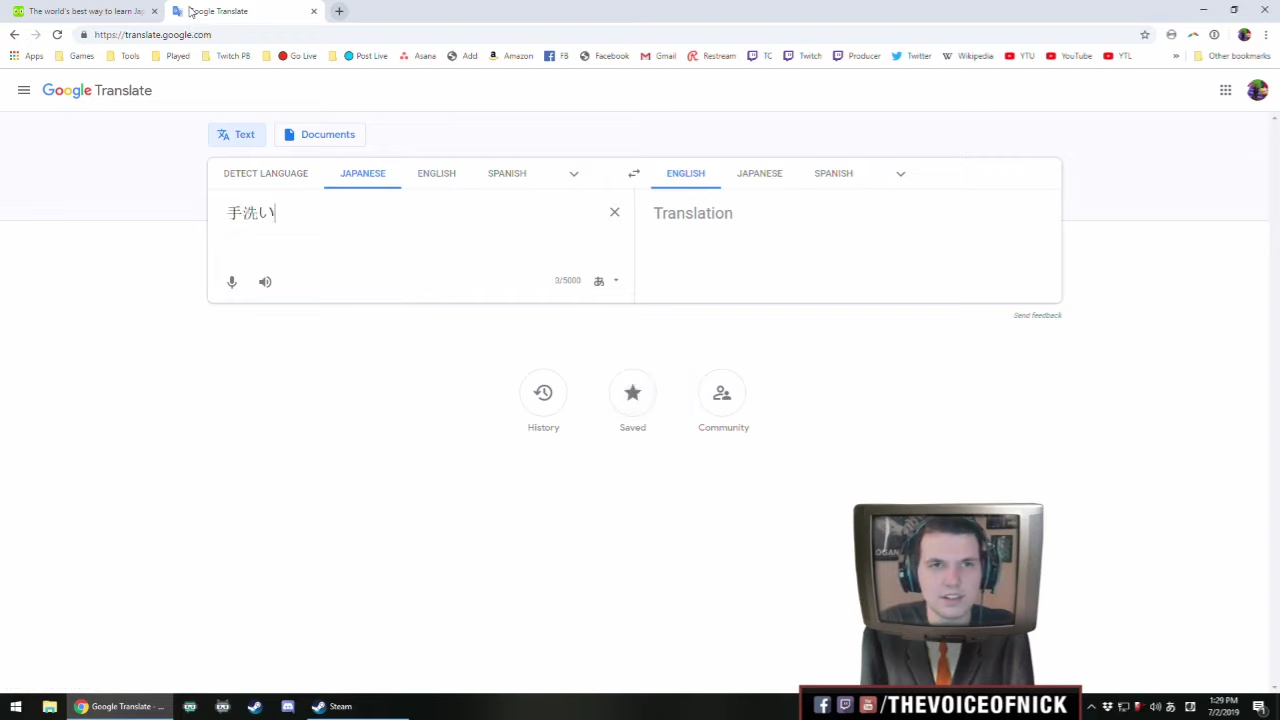 The world's best way to learn Ja
Google Translate
https://translate.google.com
Apps Games Tools Played Twitch PB Go Live Post Live Asana Add Amazon FB Facebook Gmail Restream TC Twitch Producer Twitter Wikipedia YTU YouTube YTL » Other bookmarks
Google Translate
Text Documents
DETECT LANGUAGE JAPANESE ENGLISH SPANISH ENGLISH JAPANESE SPANISH
手洗い Translation
3/5000 あ
Send feedback
History Saved Community
OGAN
/THEVOICEOFNICK
Google Translate - ... Steam あ 1:29 PM
7/2/2019